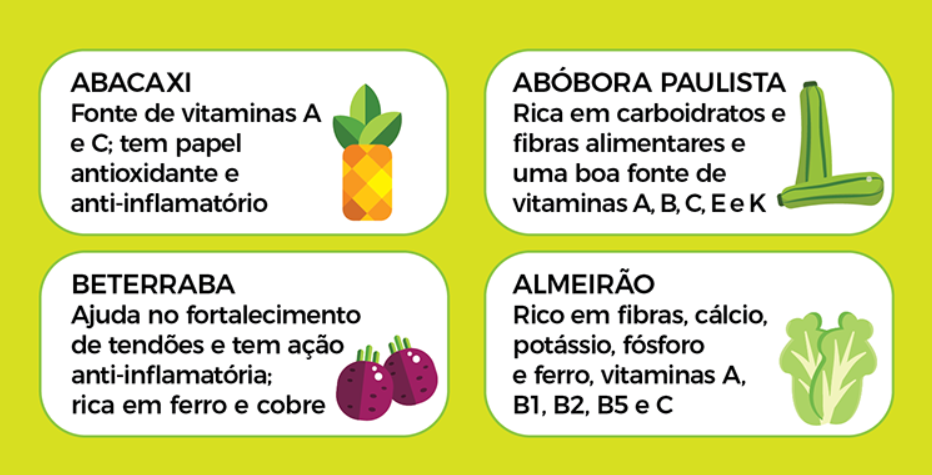 ABACAXI
Fonte de vitaminas A
e C; tem papel
antioxidante e
anti-inflamatório
ABÓBORA PAULISTA
Rica em carboidratos e
fibras alimentares e
uma boa fonte de
vitaminas A, B, C, E e K
BETERRABA
Ajuda no fortalecimento
de tendões e tem ação
anti-inflamatória;
rica em ferro e cobre
ALMEIRÃO
Rico em fibras, cálcio,
potássio, fósforo
e ferro, vitaminas A,
B1, B2, B5 e C